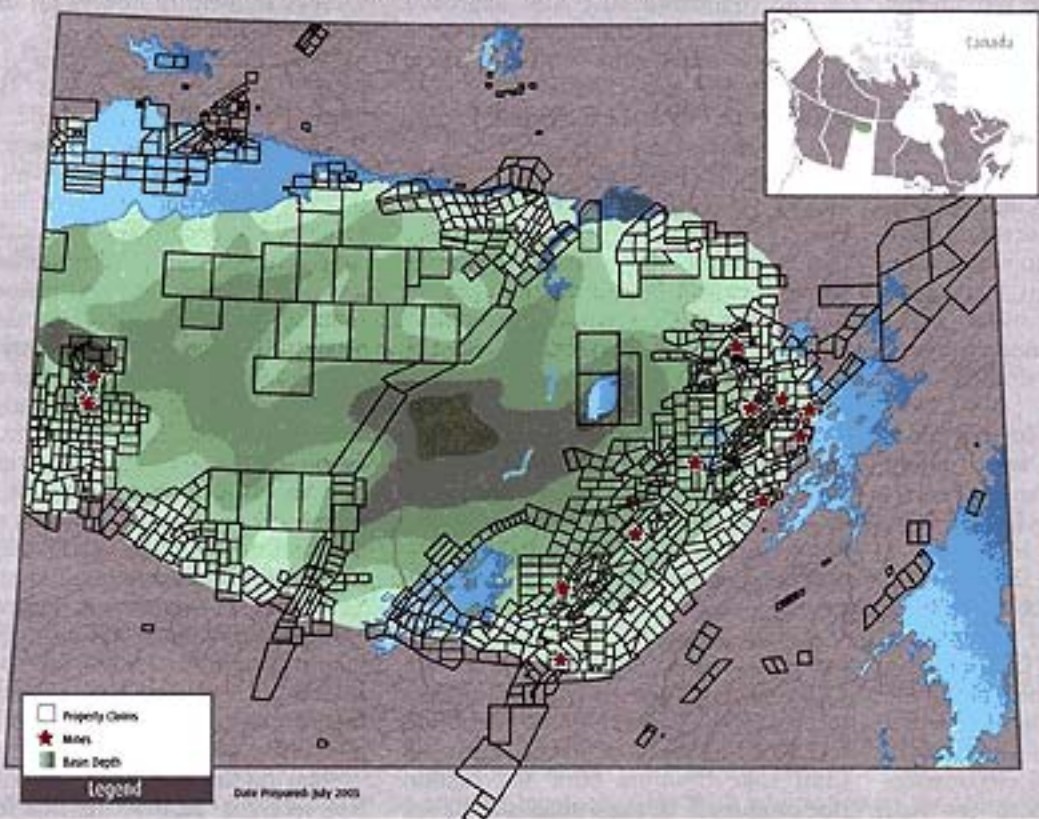 Canada
Property Claims
Mines
Basin Depth
Legend
Date Prepared: July 2005